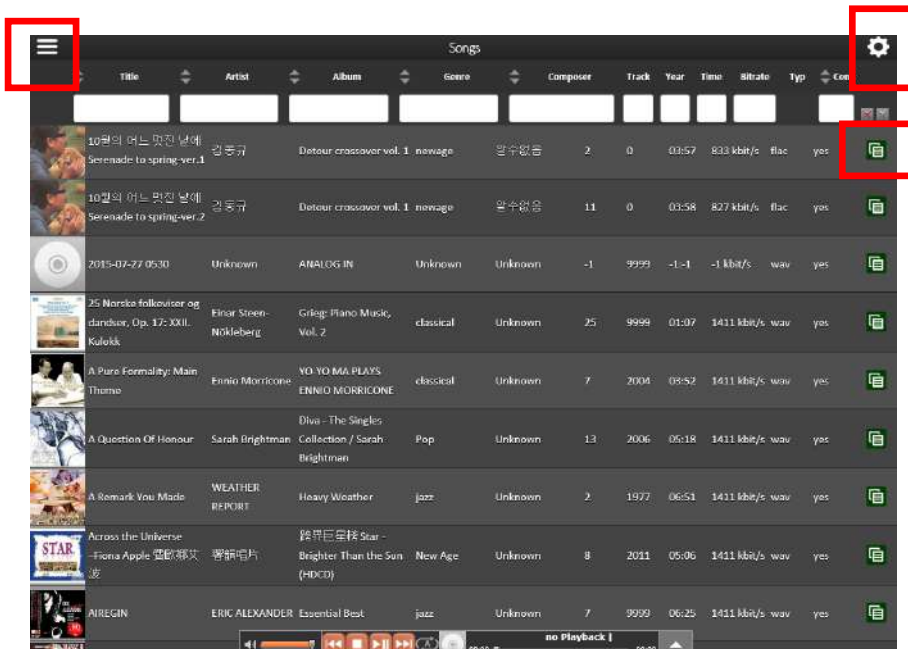 Songs
Title Artist Album Genre Composer Track Year Time Bitrate Typ Com
10월의 어느 멋진 날에 김동규 Detour crossover vol. 1 newage 알수없음 2 0 03:57 833 kbit/s flac yes
Serenade to spring-ver.1
10월의 어느 멋진 날에 김동규 Detour crossover vol. 1 newage 알수없음 11 0 03:58 827 kbit/s flac yes
Serenade to spring-ver.2
2015-07-27 0530 Unknown ANALOG IN Unknown Unknown -1 9999 -1:-1 -1 kbit/s wav yes
25 Norske folkeviser og
dandser, Op. 17: XXII.
Kulokk
Einar Steen-
Nökleberg
Grieg: Piano Music,
Vol. 2
classical Unknown 25 9999 01:07 1411 kbit/s wav yes
A Pure Formality: Main
Theme
Ennio Morricone
YO-YO MA PLAYS
ENNIO MORRICONE
classical Unknown 7 2004 03:52 1411 kbit/s wav yes
A Question Of Honour Sarah Brightman
Diva - The Singles
Collection / Sarah
Brightman
Pop Unknown 13 2006 05:18 1411 kbit/s wav yes
A Remark You Made
WEATHER
REPORT
Heavy Weather jazz Unknown 2 1977 06:51 1411 kbit/s wav yes
STAR
Across the Universe
-Fiona Apple
Star -
Brighter Than the Sun
(HDCD)
New Age Unknown 8 2011 05:06 1411 kbit/s wav yes
AIREGIN ERIC ALEXANDER Essential Best jazz Unknown 7 9999 06:25 1411 kbit/s wav yes
no Playback |
00:00 00:00